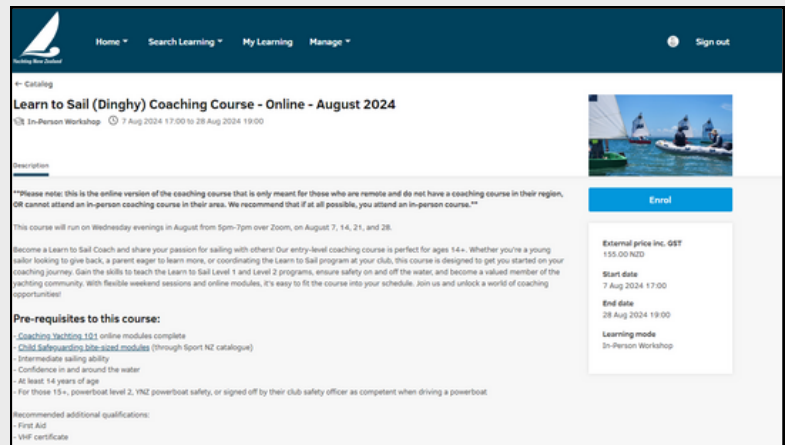 Home Search Learning My Learning Manage Sign out
Yachting New Zealand
← Catalog
Learn to Sail (Dinghy) Coaching Course - Online - August 2024
In-Person Workshop 7 Aug 2024 17:00 to 28 Aug 2024 19:00
Description
**Please note: this is the online version of the coaching course that is only meant for those who are remote and do not have a coaching course in their region,
OR cannot attend an in-person coaching course in their area. We recommend that if at all possible, you attend an in-person course.**
This course will run on Wednesday evenings in August from 5pm-7pm over Zoom, on August 7, 14, 21, and 28.
Become a Learn to Sail Coach and share your passion for sailing with others! Our entry-level coaching course is perfect for ages 14+. Whether you're a young
sailor looking to give back, a parent eager to learn more, or coordinating the Learn to Sail program at your club, this course is designed to get you started on your
coaching journey. Gain the skills to teach the Learn to Sail Level 1 and Level 2 programs, ensure safety on and off the water, and become a valued member of the
yachting community. With flexible weekend sessions and online modules, it's easy to fit the course into your schedule. Join us and unlock a world of coaching
opportunities!
Pre-requisites to this course:
- Coaching Yachting 101 online modules complete
- Child Safeguarding bite-sized modules (through Sport NZ catalogue)
- Intermediate sailing ability
- Confidence in and around the water
- At least 14 years of age
- For those 15+, powerboat level 2, YNZ powerboat safety, or signed off by their club safety officer as competent when driving a powerboat
Recommended additional qualifications:
- First Aid
- VHF certificate
Enrol
External price inc. GST
155.00 NZD
Start date
7 Aug 2024 17:00
End date
28 Aug 2024 19:00
Learning mode
In-Person Workshop